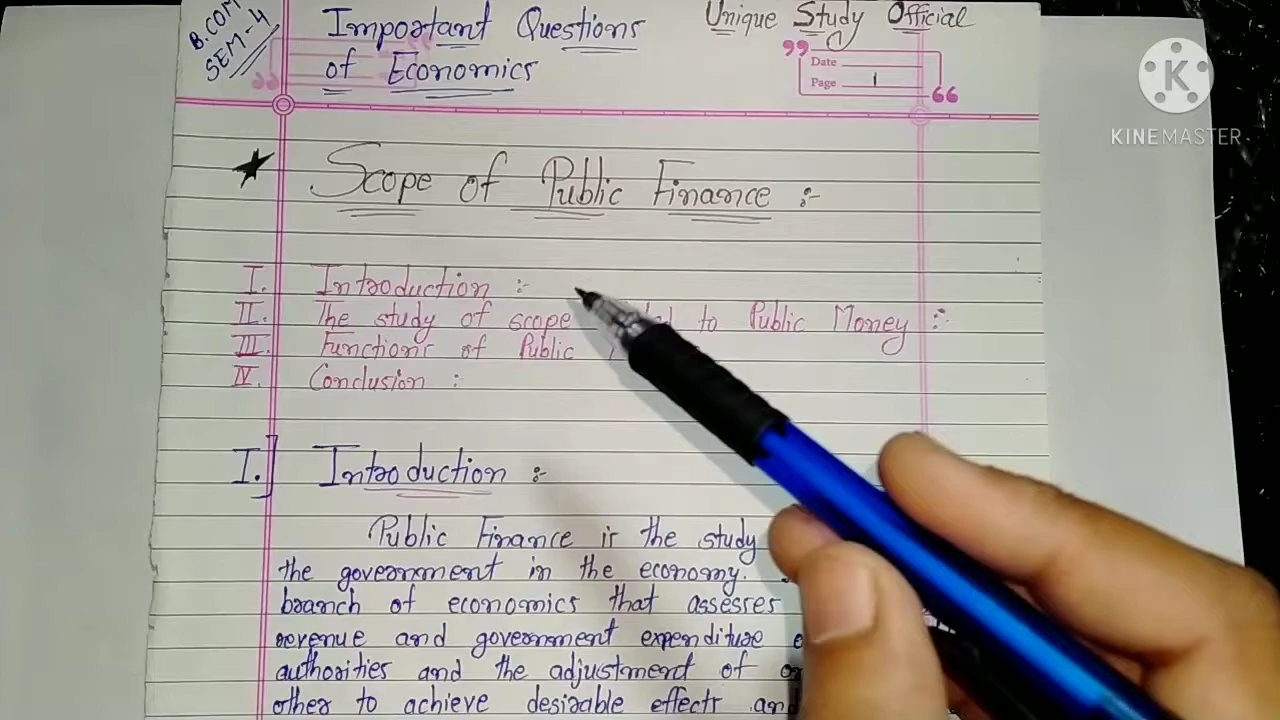 B.COM
SEM-4
Important Questions
of Economics
Unique Study Official
Date
Page 1
KINEMASTER
★ Scope of Public Finance :-
I. Introduction :-
II. The study of scope to Public Money :-
III. Functions of Public
IV. Conclusion :
I.] Introduction :-
Public Finance is the study
the government in the economy.
branch of economics that assesses
revenue and government expenditure
authorities and the adjustment of
other to achieve desirable effects and